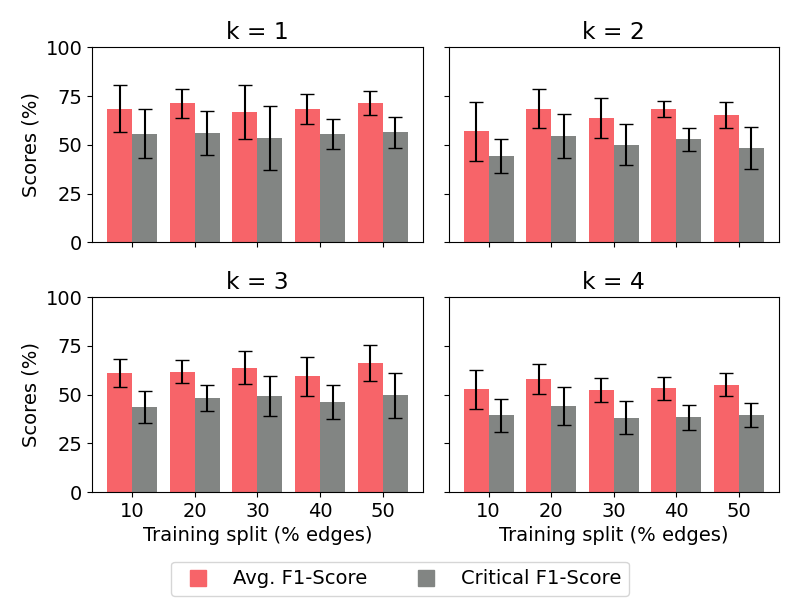 k = 1
k = 2
100
75
50
25
0
Scores (%)
k = 3
k = 4
100
75
50
25
0
Scores (%)
10 20 30 40 50
10 20 30 40 50
Training split (% edges)
Training split (% edges)
Avg. F1-Score
Critical F1-Score